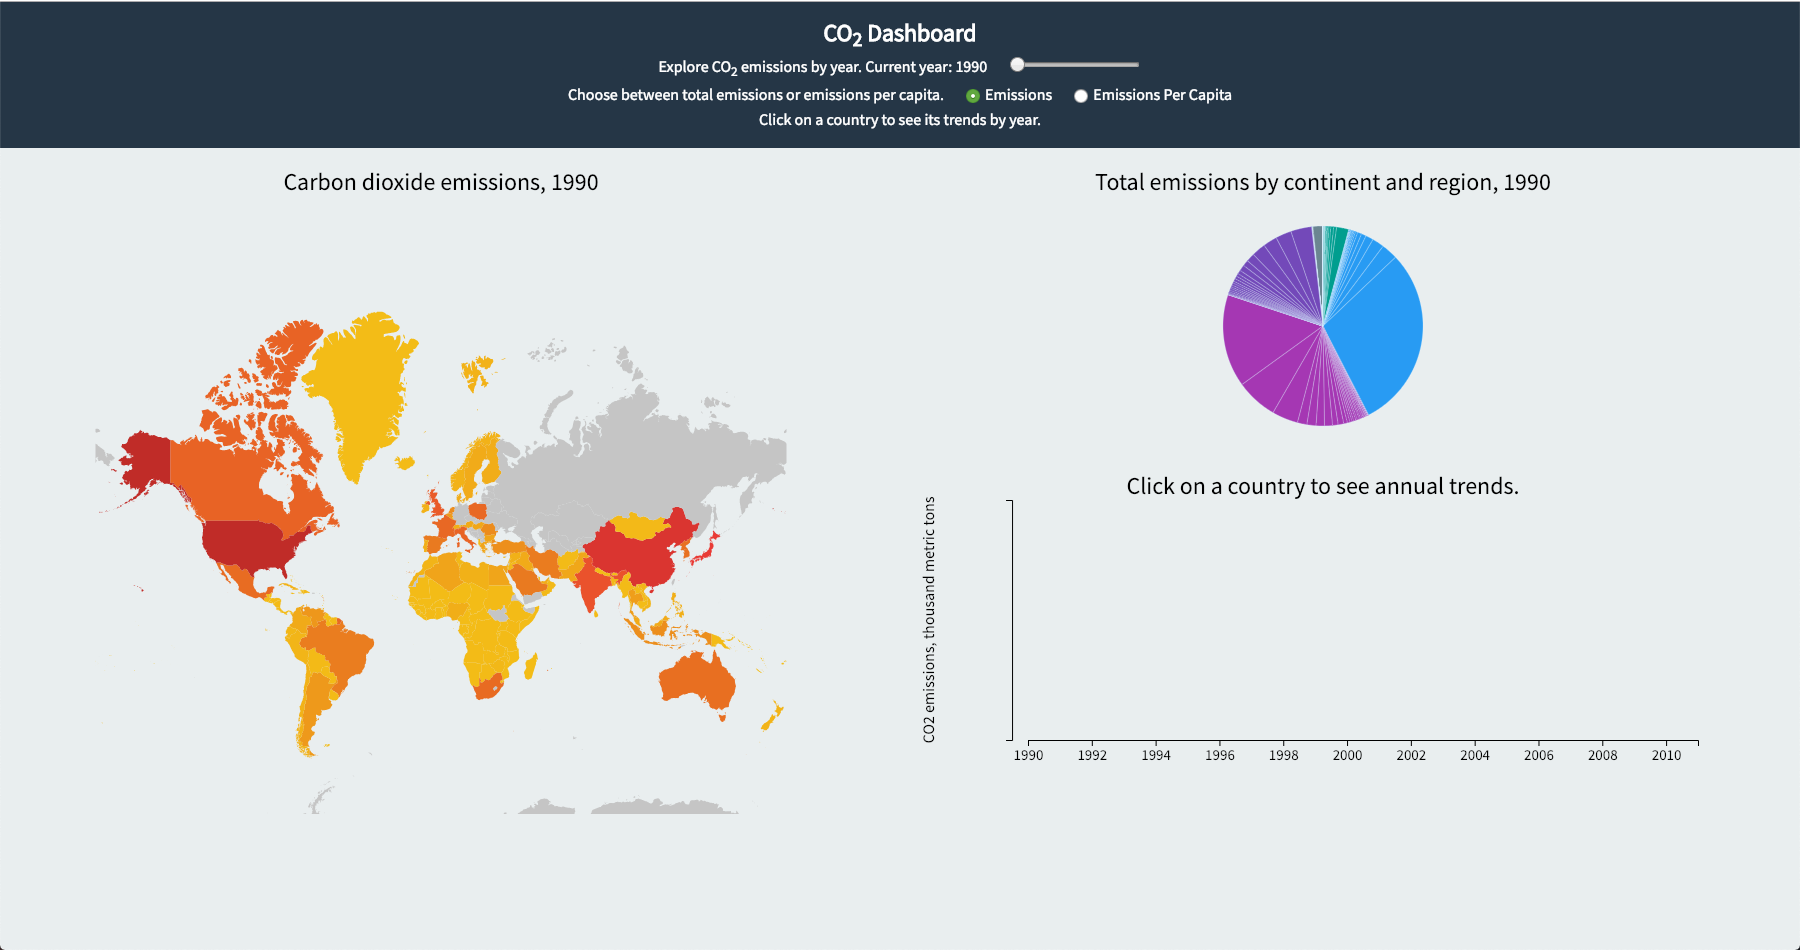 CO2 Dashboard
Explore CO2 emissions by year. Current year: 1990
Choose between total emissions or emissions per capita. Emissions Emissions Per Capita
Click on a country to see its trends by year.
Carbon dioxide emissions, 1990
Total emissions by continent and region, 1990
Click on a country to see annual trends.
CO2 emissions, thousand metric tons
1990 1992 1994 1996 1998 2000 2002 2004 2006 2008 2010